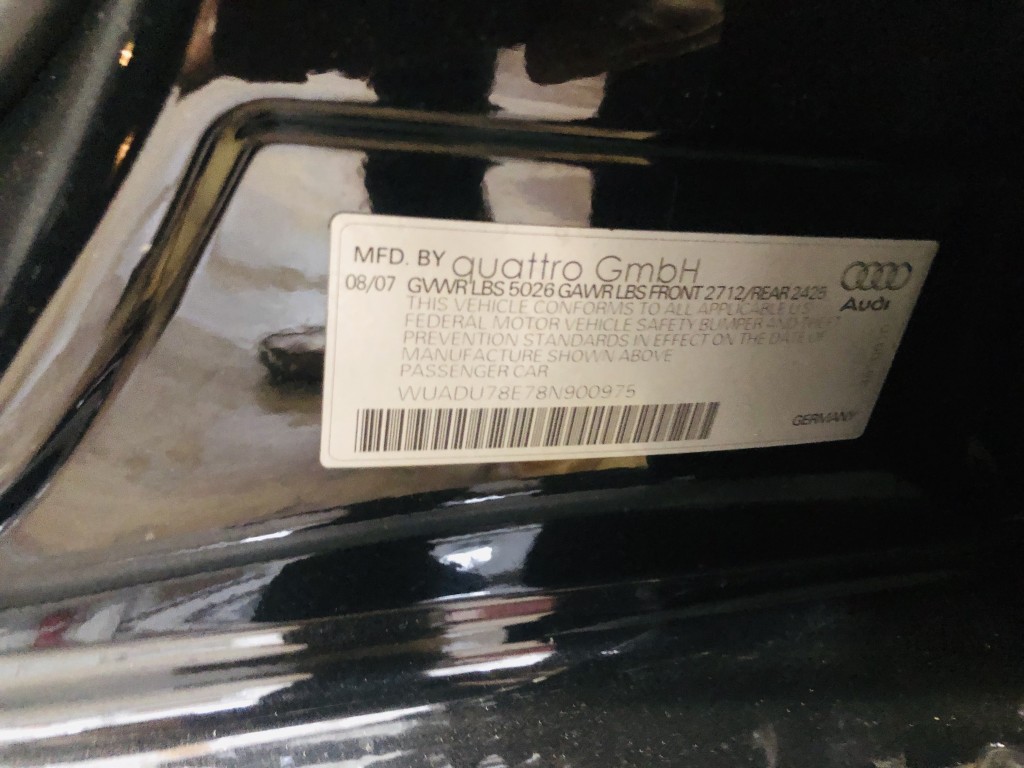 MFD. BY quattro GmbH
08/07 GVWR LBS 5026 GAWR LBS FRONT 2712/REAR 2425
Audi
THIS VEHICLE CONFORMS TO ALL APPLICABLE U.S.
FEDERAL MOTOR VEHICLE SAFETY BUMPER AND THEFT
PREVENTION STANDARDS IN EFFECT ON THE DATE OF
MANUFACTURE SHOWN ABOVE
PASSENGER CAR
WUADU78E78N900975
GERMANY